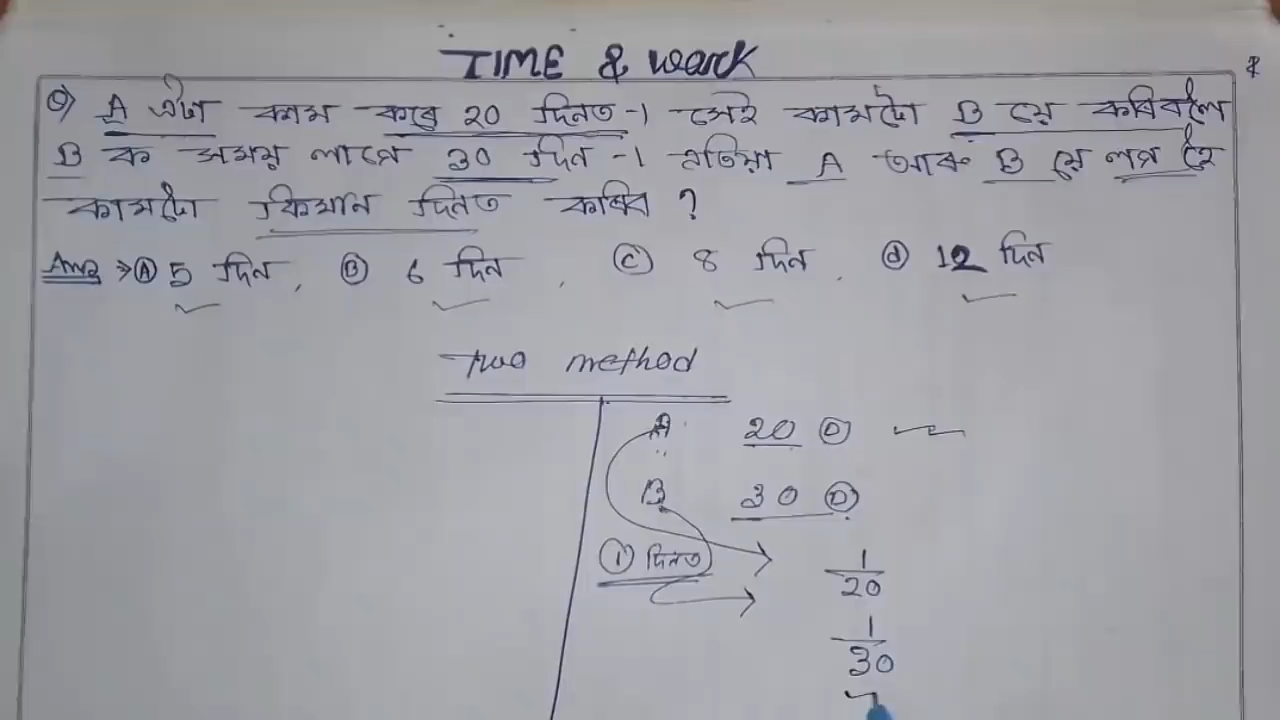 TIME & work
Q) A এটা কাম কৰে 20 দিনত। সেই কামটো B য়ে কৰিবলৈ
B ক সময় লাগে 30 দিন। এতিয়া A আৰু B য়ে লগ হৈ
কামটো কিমান দিনত কৰিব ?
Ans ⇒ Ⓐ 5 দিন, Ⓑ 6 দিন, Ⓒ 8 দিন, ⓓ 12 দিন
Two method
A 20 Ⓓ
B 30 Ⓓ
① দিনত
1/20
1/30